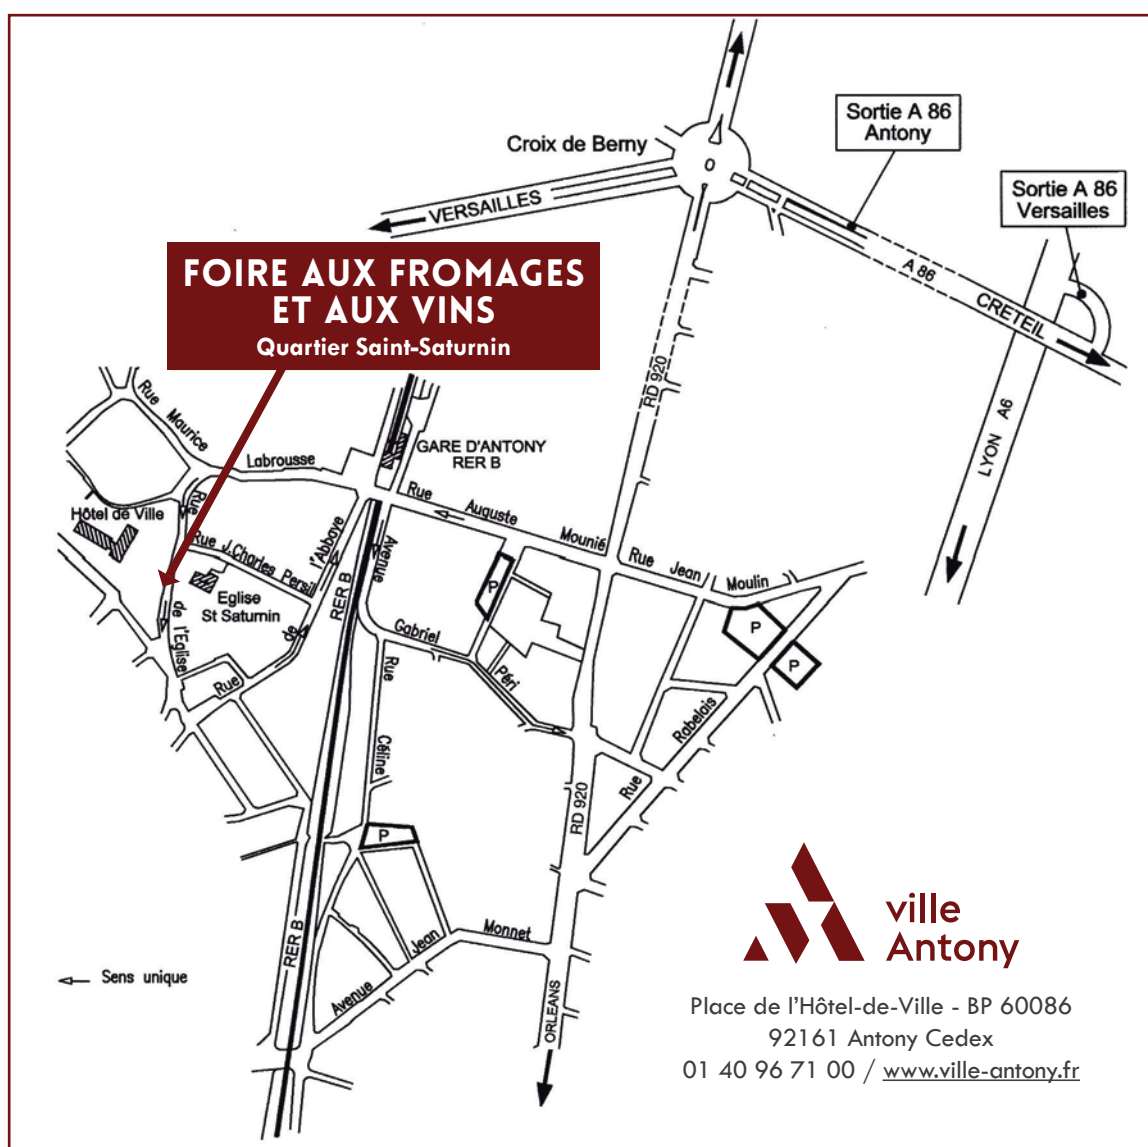 Sortie A 86
Antony
Croix de Berny
O
Sortie A 86
Versailles
VERSAILLES
A 86
CRETEIL
FOIRE AUX FROMAGES
ET AUX VINS
Quartier Saint-Saturnin
RD 920
LYON A6
Rue Maurice Labrousse
GARE D'ANTONY
RER B
Hôtel de Ville
Rue de l'Eglise
Rue J.Charles Persil
Eglise
St Saturnin
Rue de l'Abbaye
RER B
Avenue Gabriel Péri
Rue Auguste Mounié
Rue Jean Moulin
P
P
P
Rue Céline
Rue Rabelais
RD 920
P
RER B
Avenue Jean Monnet
ORLEANS
Sens unique
ville
Antony
Place de l'Hôtel-de-Ville - BP 60086
92161 Antony Cedex
01 40 96 71 00 / www.ville-antony.fr